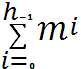 h-1
∑ mⁱ
i=0